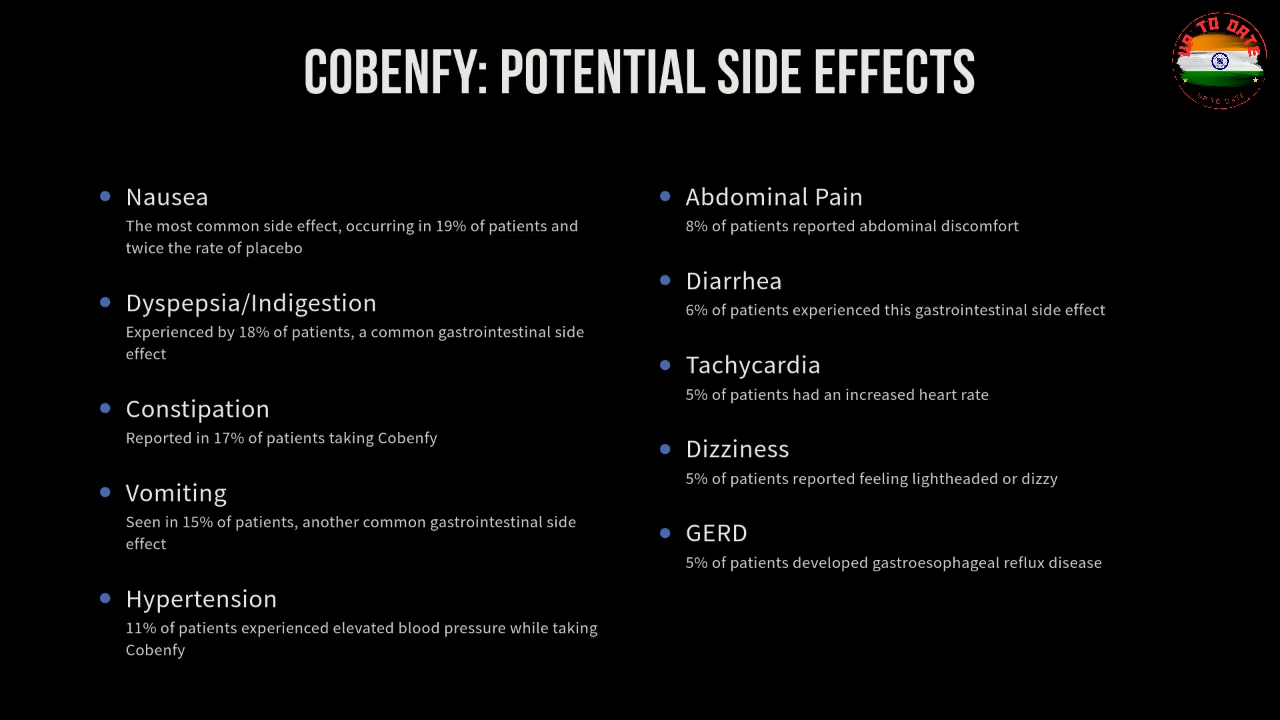 COBENFY: POTENTIAL SIDE EFFECTS
UP TO DATE
UP TO DATE
Nausea
The most common side effect, occurring in 19% of patients and
twice the rate of placebo
Dyspepsia/Indigestion
Experienced by 18% of patients, a common gastrointestinal side
effect
Constipation
Reported in 17% of patients taking Cobenfy
Vomiting
Seen in 15% of patients, another common gastrointestinal side
effect
Hypertension
11% of patients experienced elevated blood pressure while taking
Cobenfy
Abdominal Pain
8% of patients reported abdominal discomfort
Diarrhea
6% of patients experienced this gastrointestinal side effect
Tachycardia
5% of patients had an increased heart rate
Dizziness
5% of patients reported feeling lightheaded or dizzy
GERD
5% of patients developed gastroesophageal reflux disease